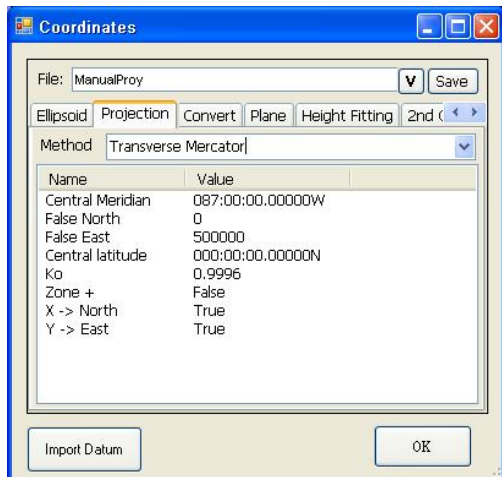 Coordinates
File: ManualProy V Save
Ellipsoid Projection Convert Plane Height Fitting 2nd
Method Transverse Mercator
Name Value
Central Meridian 087:00:00.00000W
False North 0
False East 500000
Central latitude 000:00:00.00000N
Ko 0.9996
Zone + False
X -> North True
Y -> East True
Import Datum OK